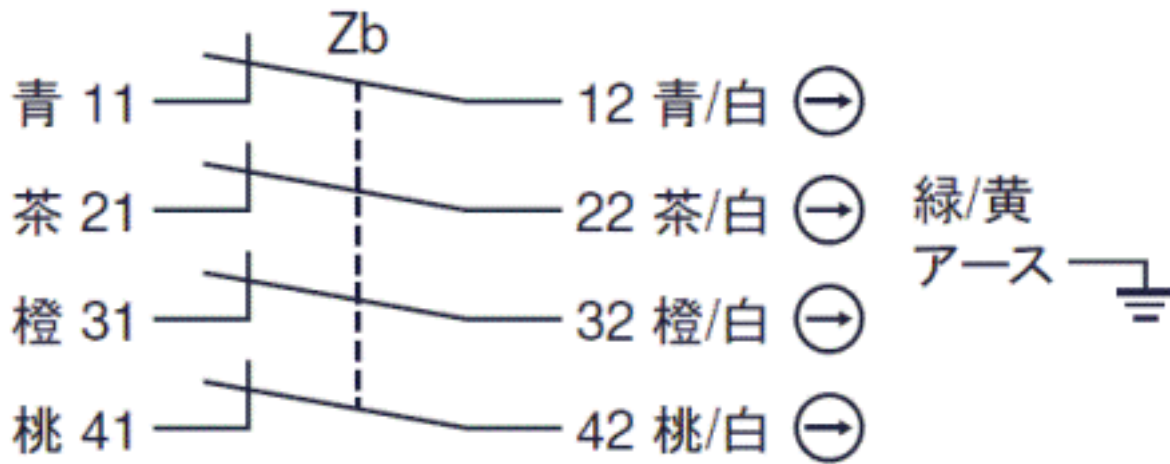 Zb
青 11 12 青/白
茶 21 22 茶/白
橙 31 32 橙/白
桃 41 42 桃/白
緑/黄
アース